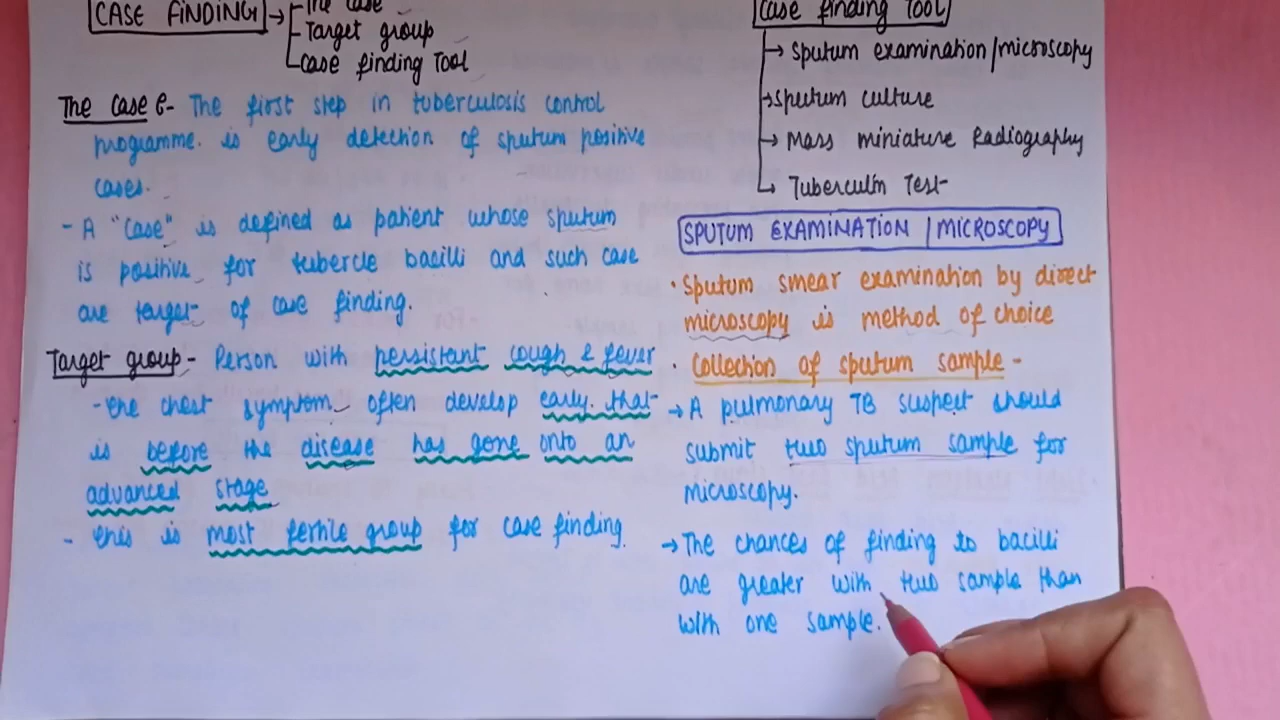 CASE FINDING → The case
Target group
Case finding Tool
The case :- The first step in tuberculosis control
programme. is early detection of sputum positive
cases.
- A "Case" is defined as patient whose sputum
is positive for tubercle bacilli and such case
are target of case finding.
Target group - Person with persistant cough & fever
- the chest symptom often develop early. that
is before the disease has gone onto an
advanced stage
- this is most fertile group for case finding.
Case finding Tool
→ Sputum examination/microscopy
→ Sputum culture
→ Mass miniature Radiography
→ Tuberculin Test
SPUTUM EXAMINATION / MICROSCOPY
• Sputum smear examination by direct
microscopy is method of choice
• Collection of sputum sample -
→ A pulmonary TB suspect should
submit two sputum sample for
microscopy.
→ The chances of finding to bacilli
are greater with two sample than
with one sample.